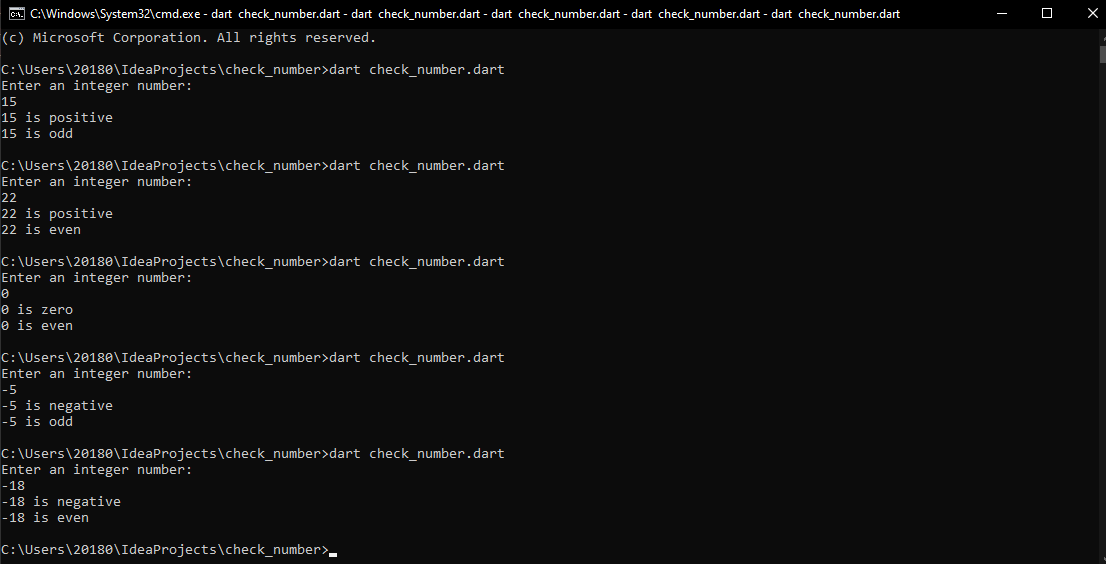 C:\Windows\System32\cmd.exe - dart  check_number.dart - dart  check_number.dart - dart  check_number.dart - dart  check_number.dart - dart  check_number.dart
(c) Microsoft Corporation. All rights reserved.
C:\Users\20180\IdeaProjects\check_number>dart check_number.dart
Enter an integer number:
15
15 is positive
15 is odd
C:\Users\20180\IdeaProjects\check_number>dart check_number.dart
Enter an integer number:
22
22 is positive
22 is even
C:\Users\20180\IdeaProjects\check_number>dart check_number.dart
Enter an integer number:
0
0 is zero
0 is even
C:\Users\20180\IdeaProjects\check_number>dart check_number.dart
Enter an integer number:
-5
-5 is negative
-5 is odd
C:\Users\20180\IdeaProjects\check_number>dart check_number.dart
Enter an integer number:
-18
-18 is negative
-18 is even
C:\Users\20180\IdeaProjects\check_number>